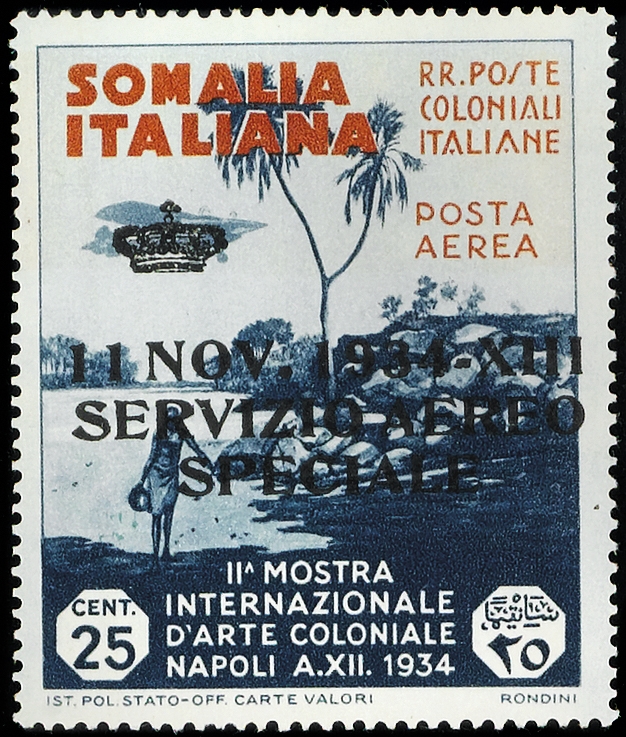 SOMALIA
ITALIANA
RR. POSTE
COLONIALI
ITALIANE
POSTA
AEREA
11 NOV. 1934-XIII
SERVIZIO AEREO
SPECIALE
IIᴬ MOSTRA
INTERNAZIONALE
D'ARTE COLONIALE
NAPOLI A.XII. 1934
CENT.
25
٢٥
IST. POL. STATO-OFF. CARTE VALORI
RONDINI